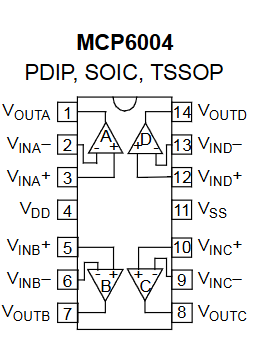 MCP6004
PDIP, SOIC, TSSOP
VOUTA 1 14 VOUTD
VINA– 2 A D 13 VIND–
- + + -
VINA+ 3 12 VIND+
VDD 4 11 VSS
VINB+ 5 10 VINC+
- + + -
VINB– 6 B C 9 VINC–
VOUTB 7 8 VOUTC